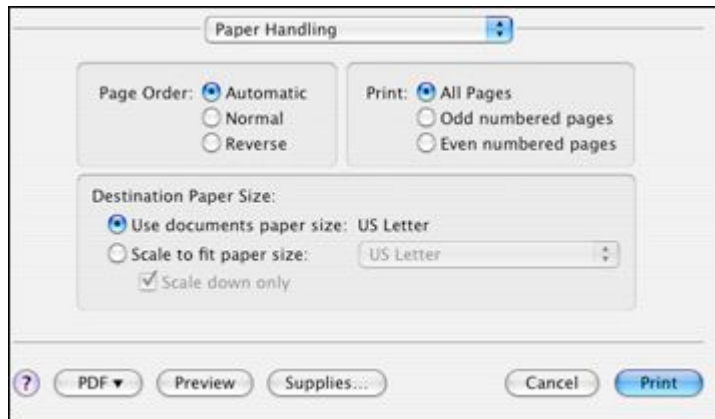 Paper Handling
Page Order: Automatic
Normal
Reverse
Print: All Pages
Odd numbered pages
Even numbered pages
Destination Paper Size:
Use documents paper size: US Letter
Scale to fit paper size: US Letter
Scale down only
? PDF ▾ Preview Supplies... Cancel Print